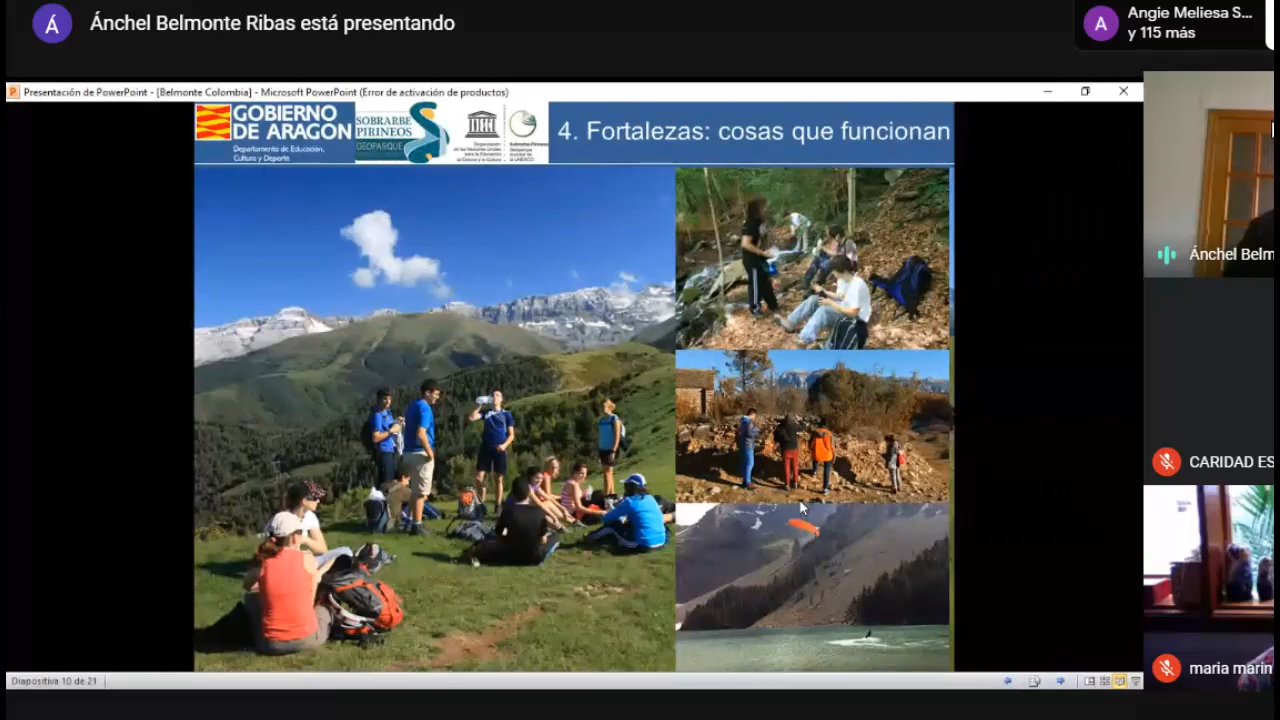 Á
Ánchel Belmonte Ribas está presentando
A
Angie Meliesa S...
y 115 más
Presentación de PowerPoint - [Belmonte Colombia] - Microsoft PowerPoint (Error de activación de productos)
GOBIERNO
DE ARAGON
Departamento de Educación,
Cultura y Deporte
SOBRARBE
PIRINEOS
GEOPARQUE
4. Fortalezas: cosas que funcionan
Ánchel Belm
CARIDAD ES
maria marin
Diapositiva 10 de 21